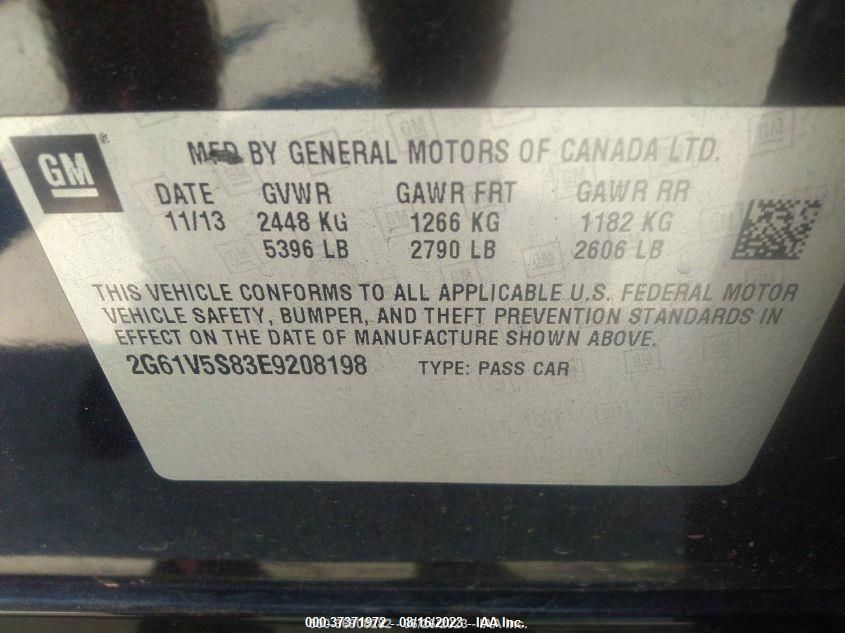 GM
MFD BY GENERAL MOTORS OF CANADA LTD.
DATE GVWR GAWR FRT GAWR RR
11/13 2448 KG 1266 KG 1182 KG
5396 LB 2790 LB 2606 LB
THIS VEHICLE CONFORMS TO ALL APPLICABLE U.S. FEDERAL MOTOR
VEHICLE SAFETY, BUMPER, AND THEFT PREVENTION STANDARDS IN
EFFECT ON THE DATE OF MANUFACTURE SHOWN ABOVE.
2G61V5S83E9208198 TYPE: PASS CAR
000.37371972 - 08/16/2023 - IAA Inc.